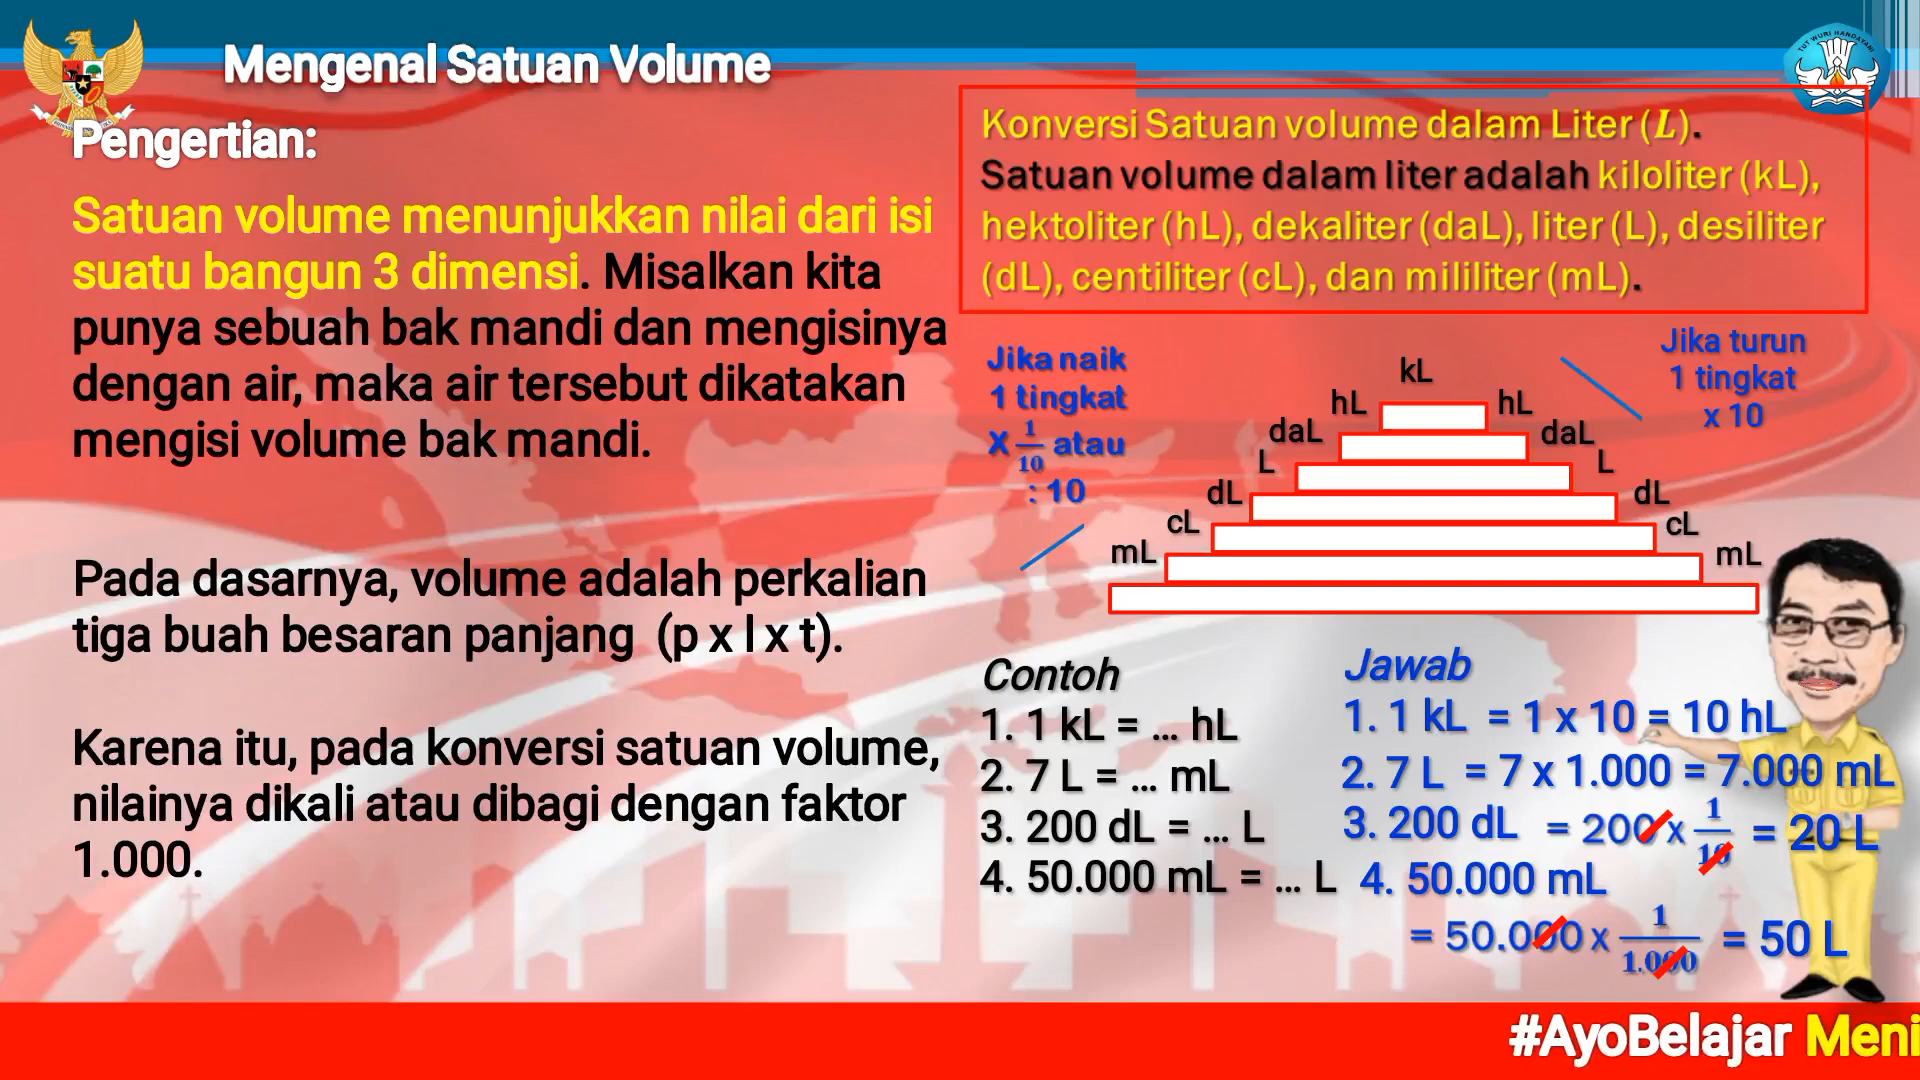 Mengenal Satuan Volume
TUT WURI HANDAYANI
Pengertian:
Satuan volume menunjukkan nilai dari isi
suatu bangun 3 dimensi. Misalkan kita
punya sebuah bak mandi dan mengisinya
dengan air, maka air tersebut dikatakan
mengisi volume bak mandi.
Pada dasarnya, volume adalah perkalian
tiga buah besaran panjang (p x l x t).
Karena itu, pada konversi satuan volume,
nilainya dikali atau dibagi dengan faktor
1.000.
Konversi Satuan volume dalam Liter (L).
Satuan volume dalam liter adalah kiloliter (kL),
hektoliter (hL), dekaliter (daL), liter (L), desiliter
(dL), centiliter (cL), dan mililiter (mL).
Jika naik
1 tingkat
X 1/10 atau
: 10
Jika turun
1 tingkat
x 10
kL
hL hL
daL daL
L L
dL dL
cL cL
mL mL
Contoh
1. 1 kL = ... hL
2. 7 L = ... mL
3. 200 dL = ... L
4. 50.000 mL = ... L
Jawab
1. 1 kL = 1 x 10 = 10 hL
2. 7 L = 7 x 1.000 = 7.000 mL
3. 200 dL = 200 x 1/10 = 20 L
4. 50.000 mL
= 50.000 x 1/1.000 = 50 L
#AyoBelajar Meni